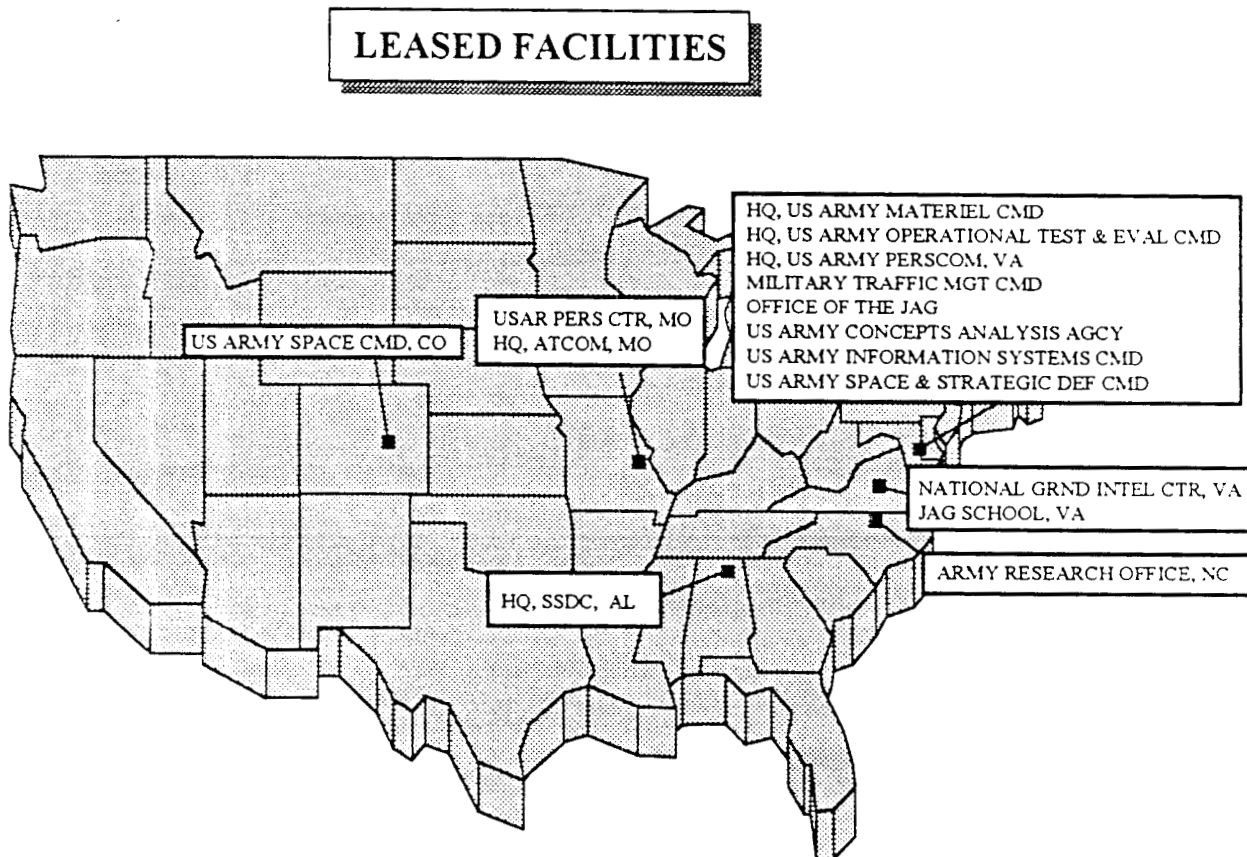 LEASED FACILITIES
HQ, US ARMY MATERIEL CMD
HQ, US ARMY OPERATIONAL TEST & EVAL CMD
HQ, US ARMY PERSCOM, VA
MILITARY TRAFFIC MGT CMD
OFFICE OF THE JAG
US ARMY CONCEPTS ANALYSIS AGCY
US ARMY INFORMATION SYSTEMS CMD
US ARMY SPACE & STRATEGIC DEF CMD
USAR PERS CTR, MO
HQ, ATCOM, MO
US ARMY SPACE CMD, CO
NATIONAL GRND INTEL CTR, VA
JAG SCHOOL, VA
ARMY RESEARCH OFFICE, NC
HQ, SSDC, AL